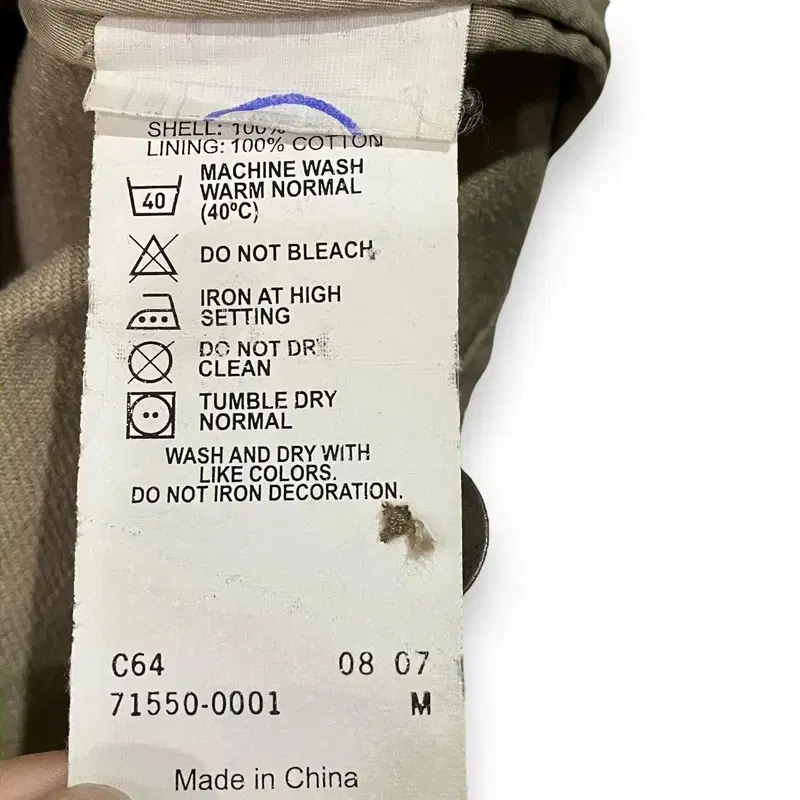 SHELL: 100%
LINING: 100% COTTON
40
MACHINE WASH
WARM NORMAL
(40ºC)
DO NOT BLEACH
IRON AT HIGH
SETTING
DO NOT DRY
CLEAN
TUMBLE DRY
NORMAL
WASH AND DRY WITH
LIKE COLORS.
DO NOT IRON DECORATION.
C64 08 07
71550-0001 M
Made in China